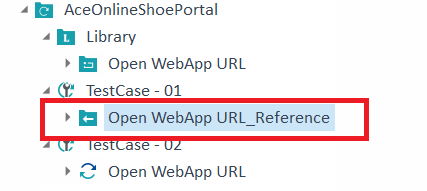 AceOnlineShoePortal
Library
Open WebApp URL
TestCase - 01
Open WebApp URL_Reference
TestCase - 02
Open WebApp URL